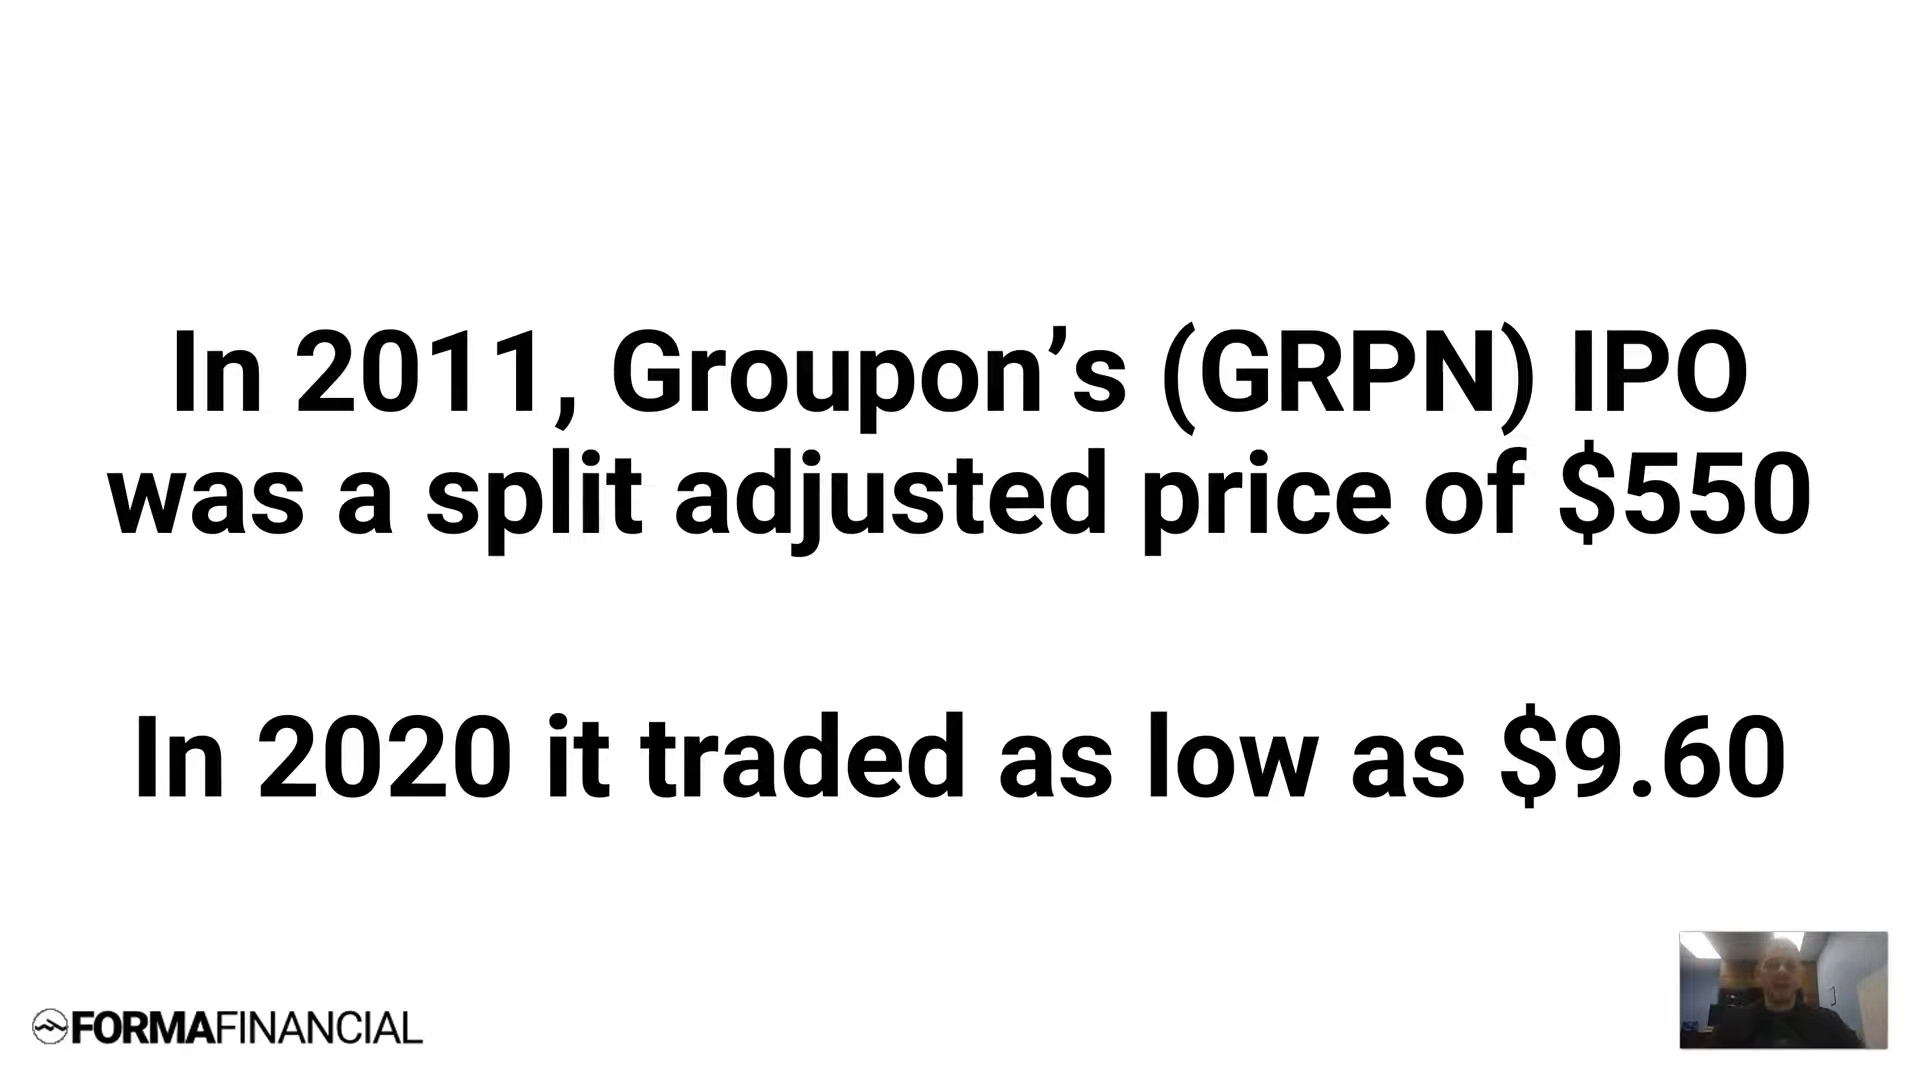 In 2011, Groupon’s (GRPN) IPO
was a split adjusted price of $550
In 2020 it traded as low as $9.60
FORMAFINANCIAL